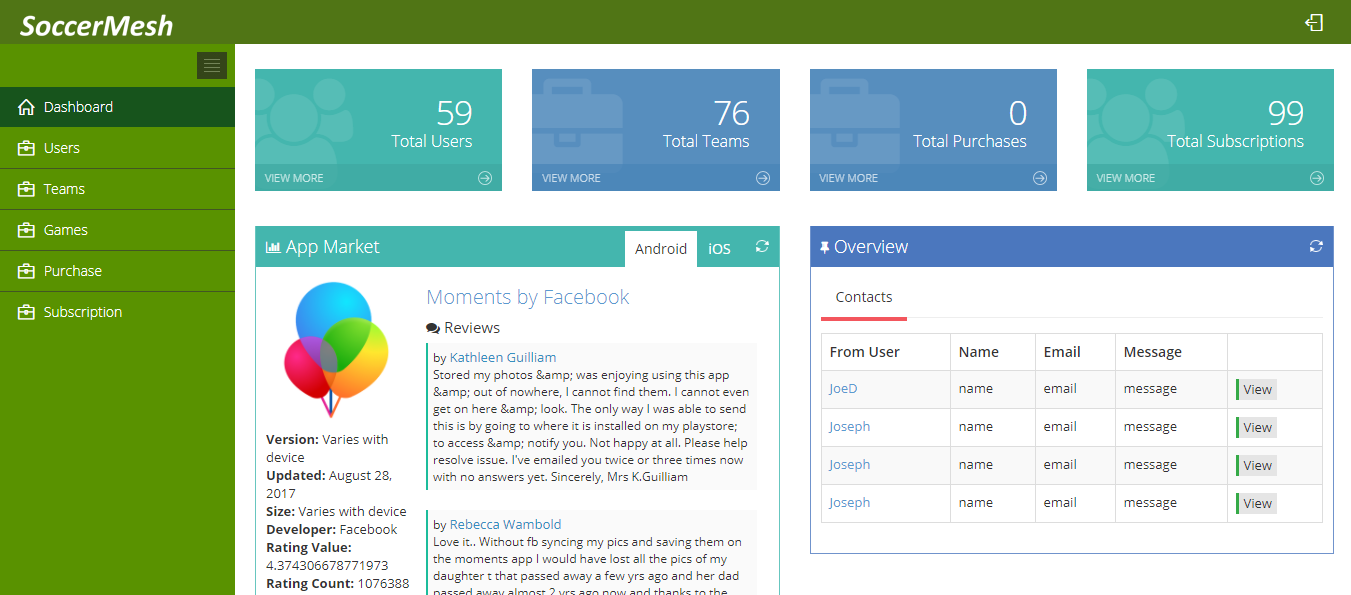 SoccerMesh
Dashboard
Users
Teams
Games
Purchase
Subscription
59
Total Users
VIEW MORE
76
Total Teams
VIEW MORE
0
Total Purchases
VIEW MORE
99
Total Subscriptions
VIEW MORE
App Market
Android
iOS
Version: Varies with
device
Updated: August 28,
2017
Size: Varies with device
Developer: Facebook
Rating Value:
4.374306678771973
Rating Count: 1076388
Moments by Facebook
Reviews
by Kathleen Guilliam
Stored my photos &amp; was enjoying using this app
&amp; out of nowhere, I cannot find them. I cannot even
get on here &amp; look. The only way I was able to send
this is by going to where it is installed on my playstore;
to access &amp; notify you. Not happy at all. Please help
resolve issue. I've emailed you twice or three times now
with no answers yet. Sincerely, Mrs K.Guilliam
by Rebecca Wambold
Love it.. Without fb syncing my pics and saving them on
the moments app I would have lost all the pics of my
daughter t that passed away a few yrs ago and her dad
passed away almost 2 yrs ago now and thanks to the
Overview
Contacts
From User Name Email Message
JoeD name email message View
Joseph name email message View
Joseph name email message View
Joseph name email message View